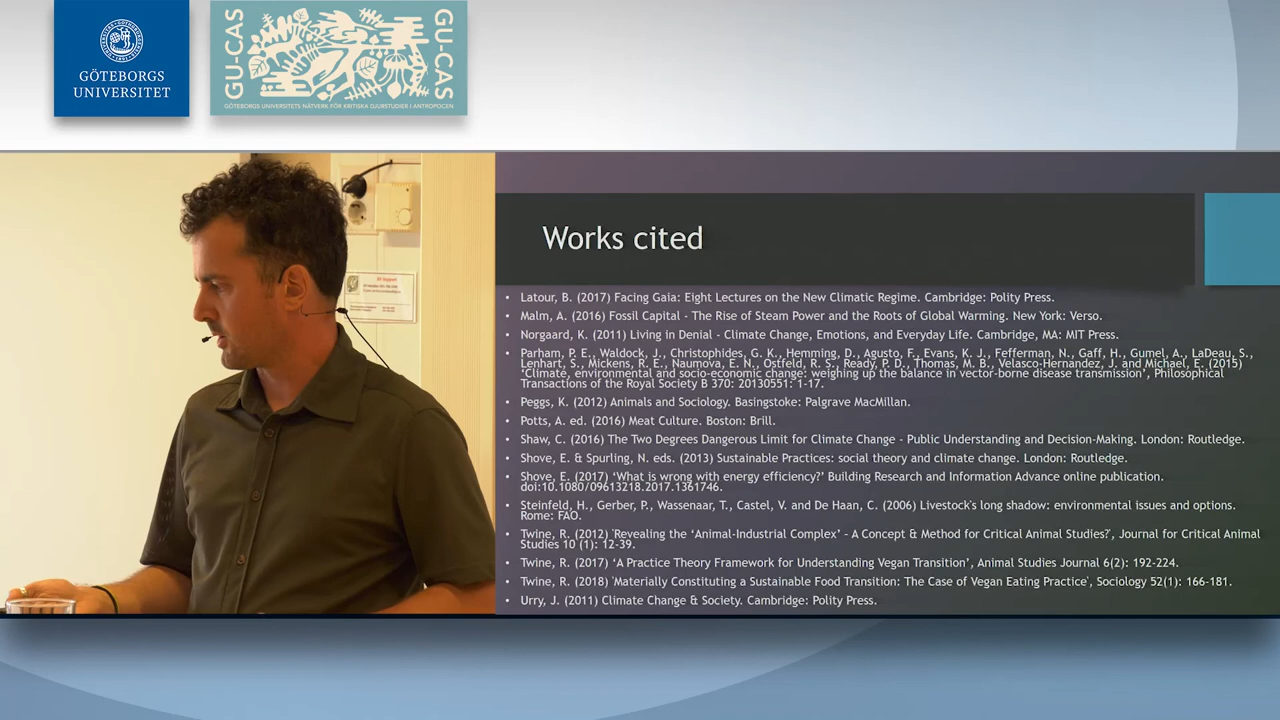 GÖTEBORGS
UNIVERSITET
GU-CAS
GU-CAS
GÖTEBORGS UNIVERSITETS NÄTVERK FÖR KRITISKA DJURSTUDIER I ANTROPOCEN
Works cited
• Latour, B. (2017) Facing Gaia: Eight Lectures on the New Climatic Regime. Cambridge: Polity Press.
• Malm, A. (2016) Fossil Capital - The Rise of Steam Power and the Roots of Global Warming. New York: Verso.
• Norgaard, K. (2011) Living in Denial - Climate Change, Emotions, and Everyday Life. Cambridge, MA: MIT Press.
• Parham, P. E., Waldock, J., Christophides, G. K., Hemming, D., Agusto, F., Evans, K. J., Fefferman, N., Gaff, H., Gumel, A., LaDeau, S.,
Lenhart, S., Mickens, R. E., Naumova, E. N., Ostfeld, R. S., Ready, P. D., Thomas, M. B., Velasco-Hernandez, J. and Michael, E. (2015)
‘Climate, environmental and socio-economic change: weighing up the balance in vector-borne disease transmission’, Philosophical
Transactions of the Royal Society B 370: 20130551: 1-17.
• Peggs, K. (2012) Animals and Sociology. Basingstoke: Palgrave MacMillan.
• Potts, A. ed. (2016) Meat Culture. Boston: Brill.
• Shaw, C. (2016) The Two Degrees Dangerous Limit for Climate Change - Public Understanding and Decision-Making. London: Routledge.
• Shove, E. & Spurling, N. eds. (2013) Sustainable Practices: social theory and climate change. London: Routledge.
• Shove, E. (2017) ‘What is wrong with energy efficiency?’ Building Research and Information Advance online publication.
doi:10.1080/09613218.2017.1361746.
• Steinfeld, H., Gerber, P., Wassenaar, T., Castel, V. and De Haan, C. (2006) Livestock's long shadow: environmental issues and options.
Rome: FAO.
• Twine, R. (2012) 'Revealing the ‘Animal-Industrial Complex’ – A Concept & Method for Critical Animal Studies?', Journal for Critical Animal
Studies 10 (1): 12-39.
• Twine, R. (2017) ‘A Practice Theory Framework for Understanding Vegan Transition’, Animal Studies Journal 6(2): 192-224.
• Twine, R. (2018) 'Materially Constituting a Sustainable Food Transition: The Case of Vegan Eating Practice', Sociology 52(1): 166-181.
• Urry, J. (2011) Climate Change & Society. Cambridge: Polity Press.